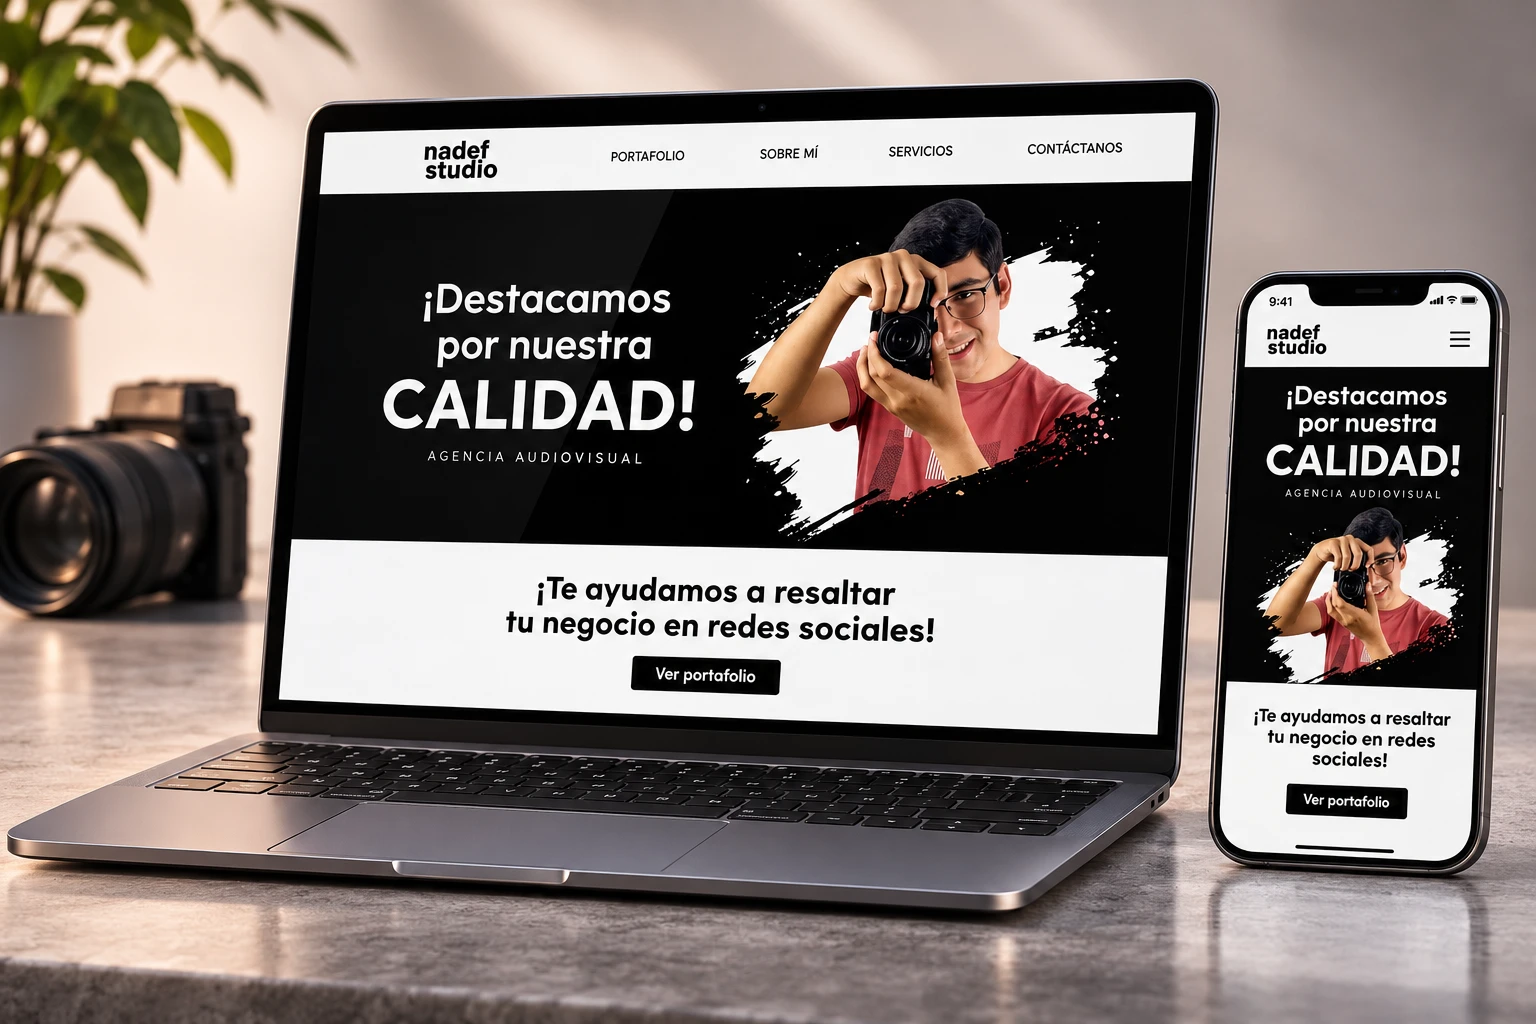 nadef
studio
PORTAFOLIO
SOBRE MÍ
SERVICIOS
CONTÁCTANOS
¡Destacamos
por nuestra
CALIDAD!
AGENCIA AUDIOVISUAL
¡Te ayudamos a resaltar
tu negocio en redes sociales!
Ver portafolio
9:41
nadef
studio
¡Destacamos
por nuestra
CALIDAD!
AGENCIA AUDIOVISUAL
¡Te ayudamos a resaltar
tu negocio en redes
sociales!
Ver portafolio